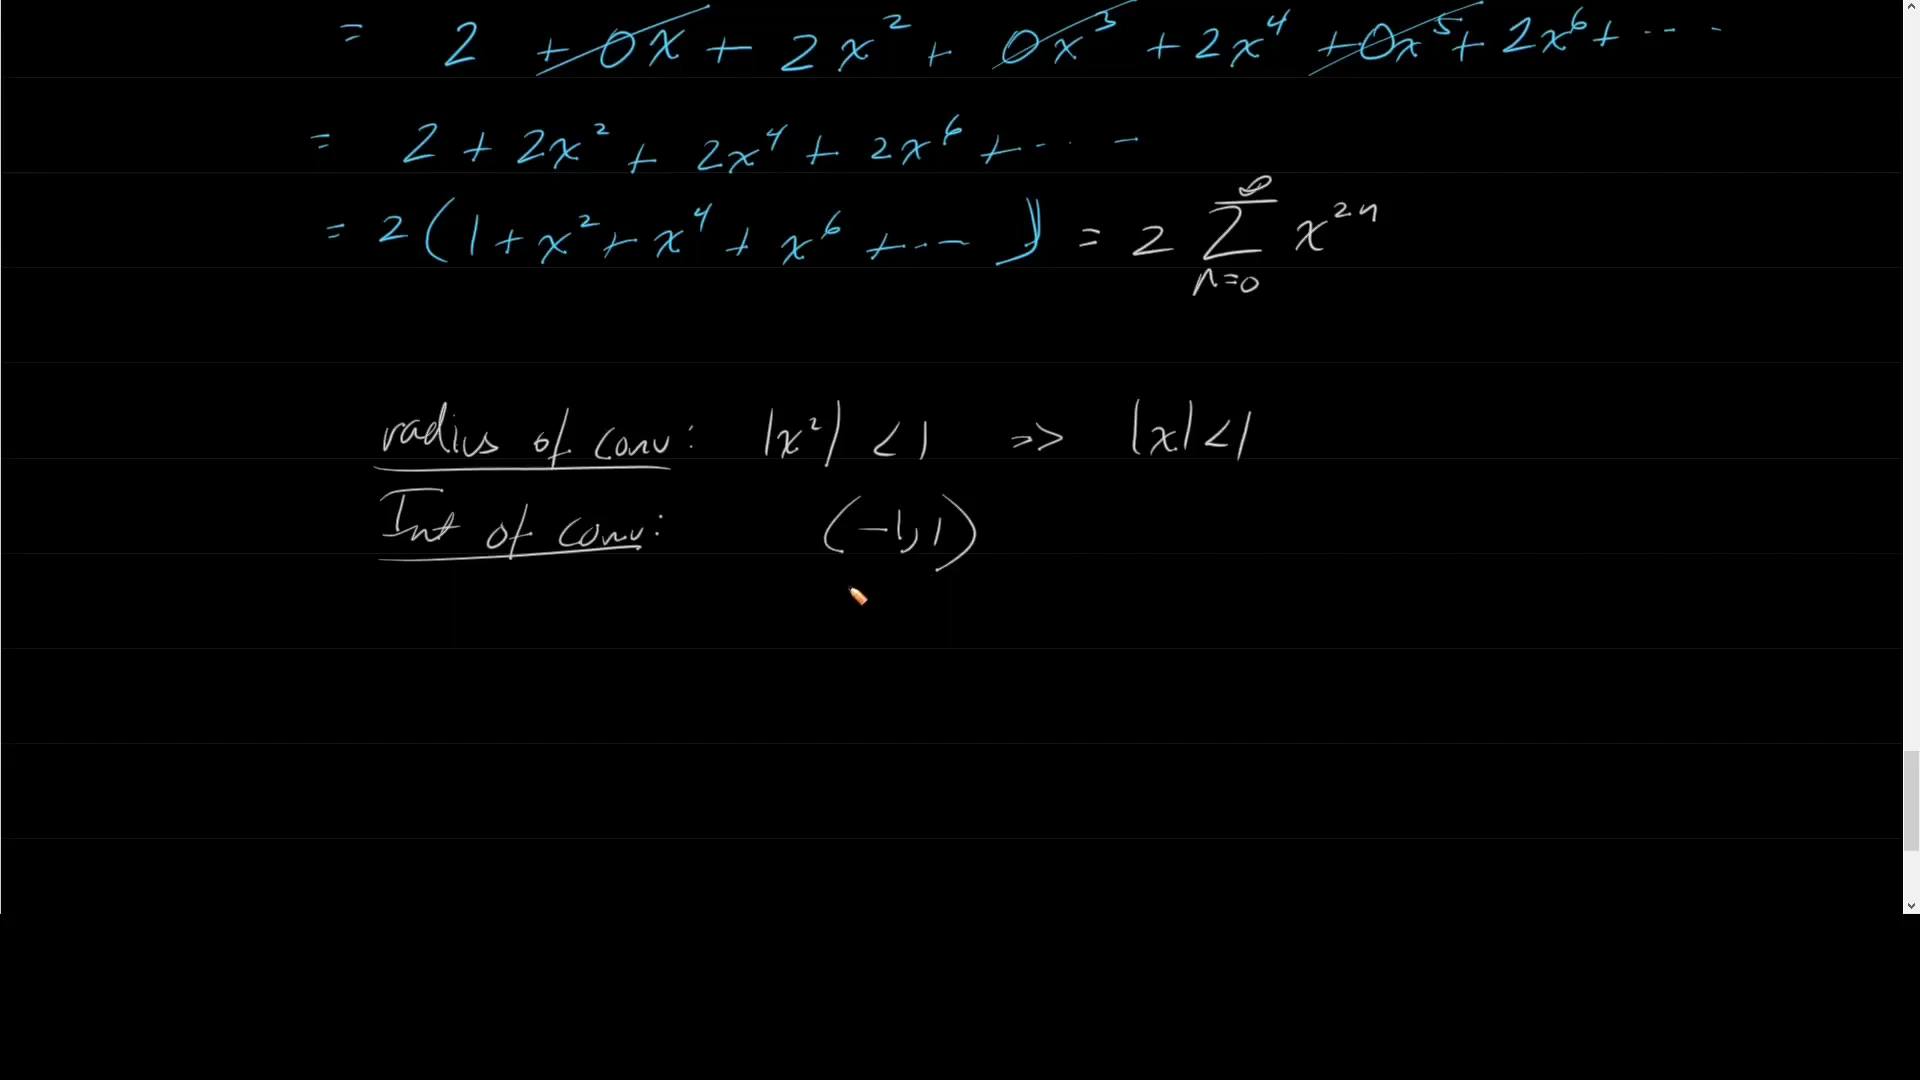 = 2 + 0x + 2x² + 0x³ + 2x⁴ + 0x⁵ + 2x⁶ + ...
= 2 + 2x² + 2x⁴ + 2x⁶ + ...
= 2 ( 1 + x² + x⁴ + x⁶ + ... ) = 2 ∑_{n=0}^{∞} x^{2n}
radius of conv: |x²| < 1 => |x| < 1
Int of conv: (-1, 1)